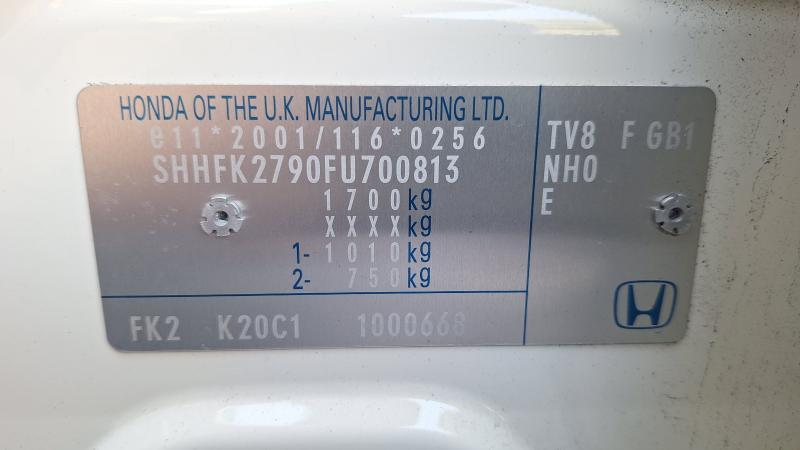 HONDA OF THE U.K. MANUFACTURING LTD.
e11*2001/116*0256
SHHFK2790FU700813
1700kg
XXXXkg
1-1010kg
2-750kg
TV8 F GB1
NH0
E
FK2 K20C1 1000668